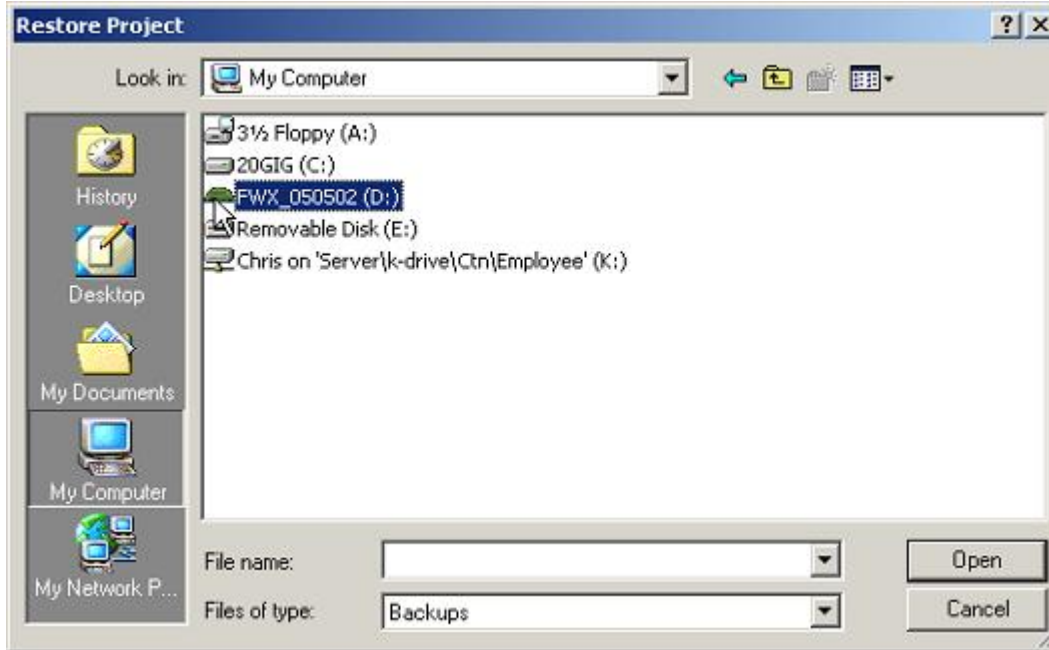 Restore Project
Look in: My Computer
History
Desktop
My Documents
My Computer
My Network P...
3½ Floppy (A:)
20GIG (C:)
FWX_050502 (D:)
Removable Disk (E:)
Chris on 'Server\k-drive\Ctn\Employee' (K:)
File name:
Open
Files of type: Backups
Cancel